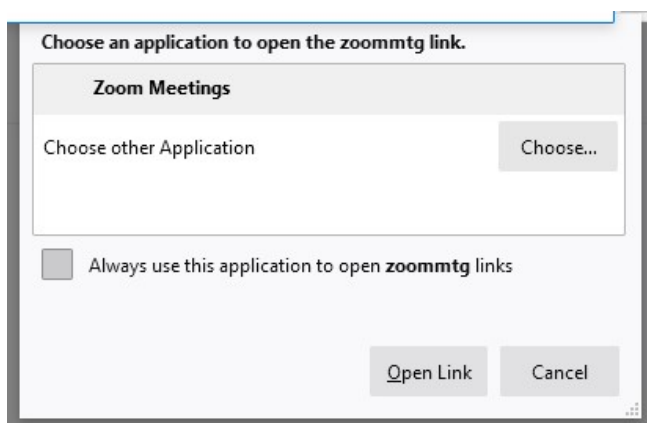 Choose an application to open the zoommtg link.
Zoom Meetings
Choose other Application
Choose...
Always use this application to open zoommtg links
Open Link
Cancel